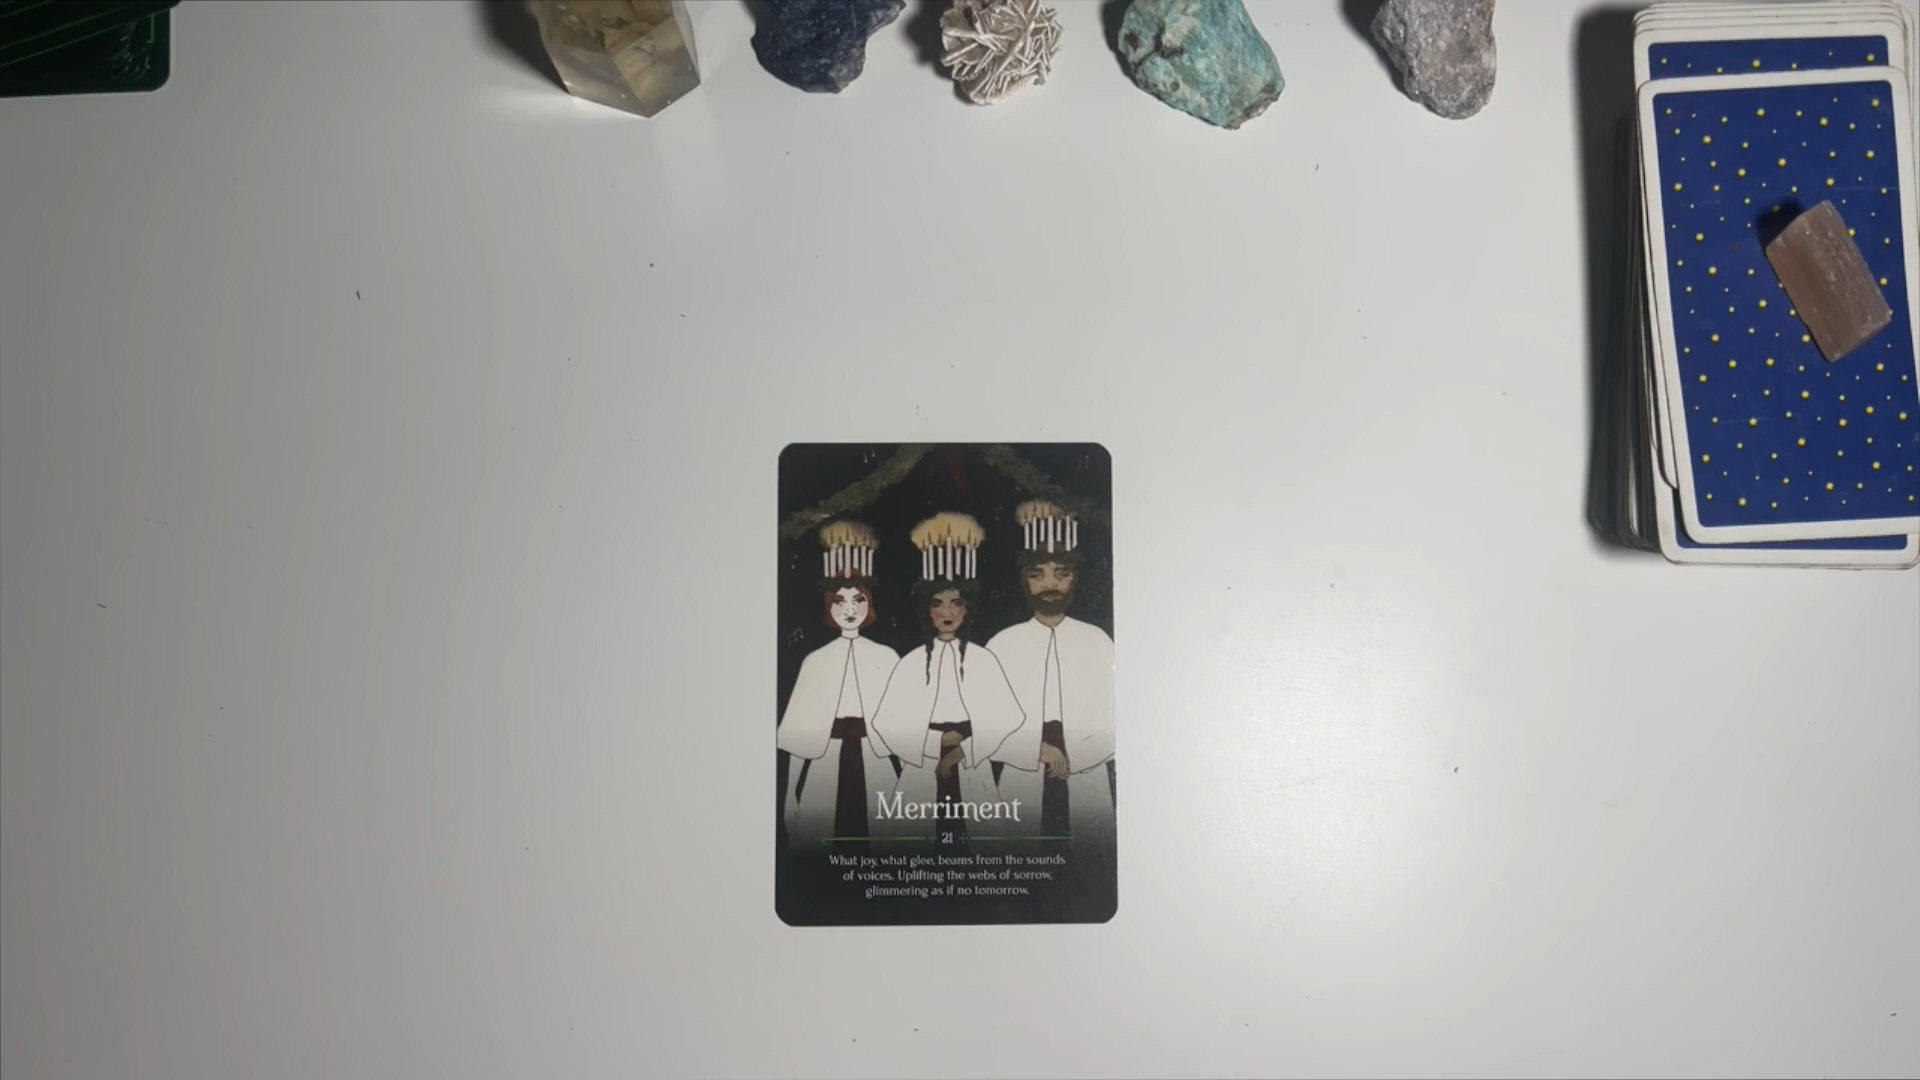 Merriment
21
What joy, what glee, beams from the sounds
of voices. Uplifting the webs of sorrow,
glimmering as if no tomorrow.